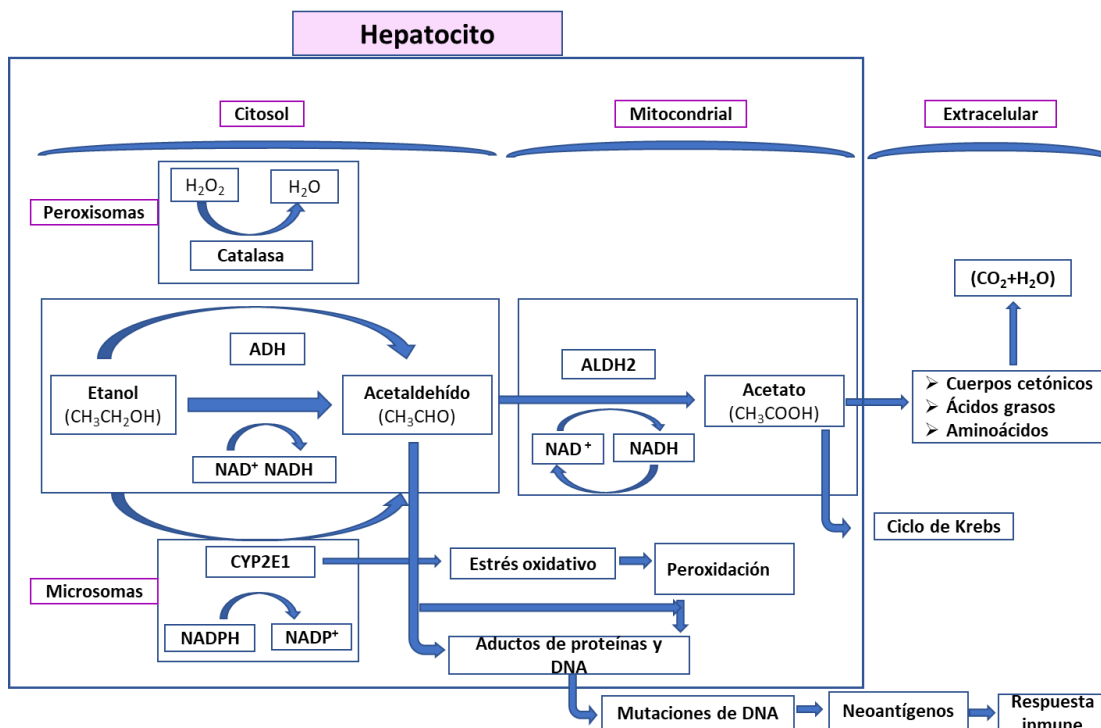 Hepatocito
Citosol
Mitocondrial
Extracelular
H₂O₂
H₂O
Peroxisomas
Catalasa
(CO₂+H₂O)
ADH
ALDH2
Etanol
(CH₃CH₂OH)
Acetaldehído
(CH₃CHO)
Acetato
(CH₃COOH)
➢ Cuerpos cetónicos
➢ Ácidos grasos
➢ Aminoácidos
NAD⁺ NADH
NAD⁺
NADH
Ciclo de Krebs
CYP2E1
Estrés oxidativo
Peroxidación
Microsomas
NADPH
NADP⁺
Aductos de proteínas y
DNA
Mutaciones de DNA
Neoantígenos
Respuesta
inmune